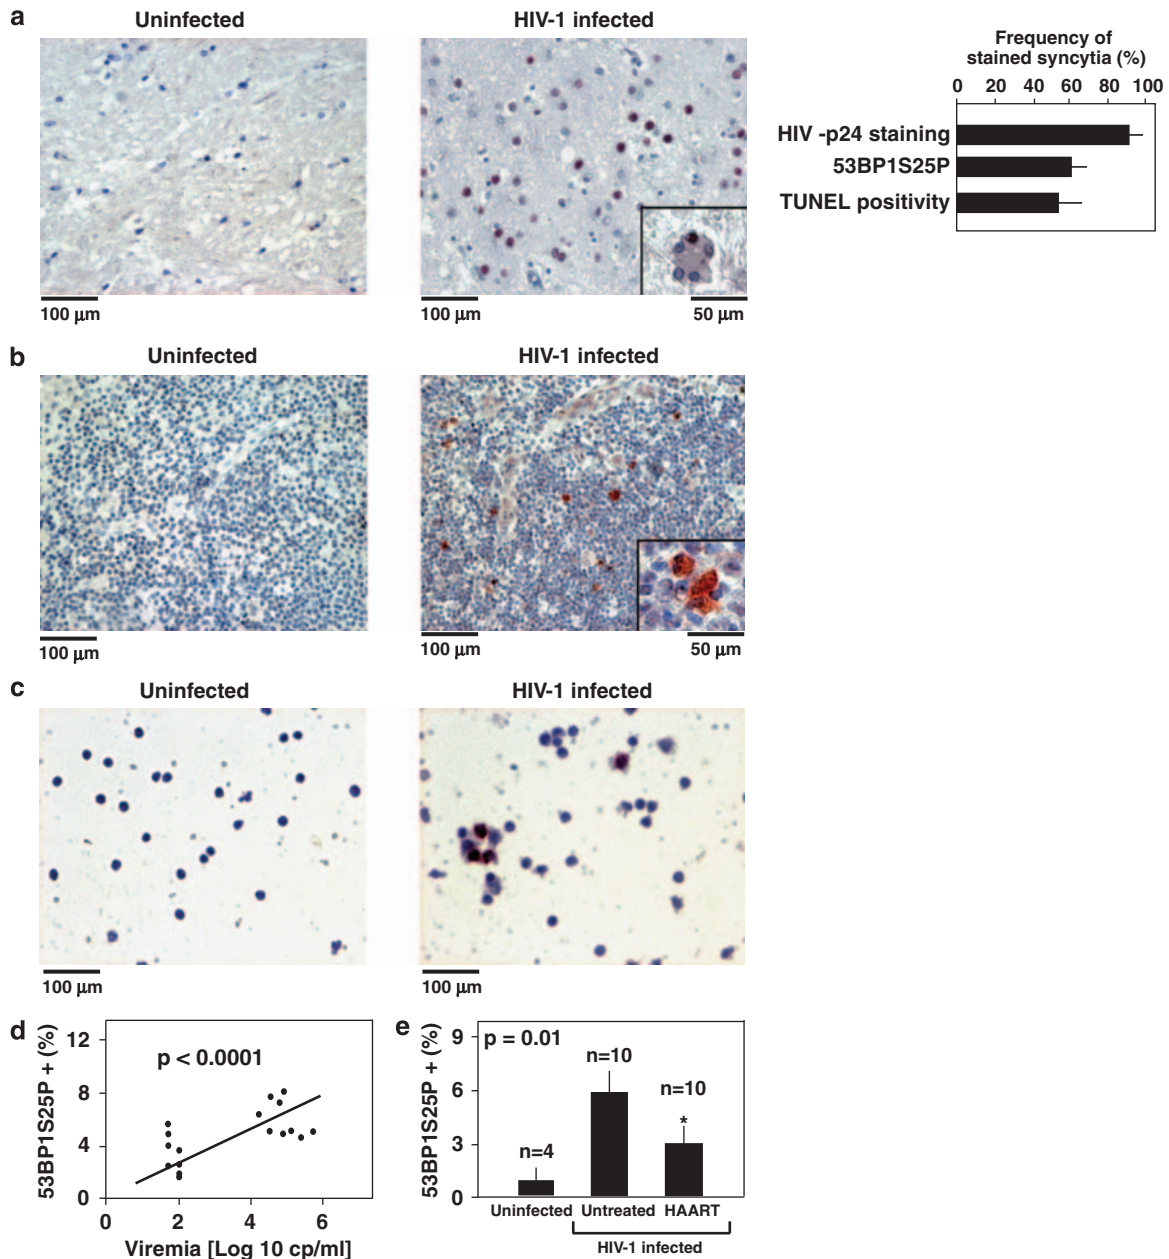 a
Uninfected
HIV-1 infected
100 μm
100 μm
50 μm
Frequency of
stained syncytia (%)
0 20 40 60 80 100
HIV -p24 staining
53BP1S25P
TUNEL positivity
b
Uninfected
HIV-1 infected
100 μm
100 μm
50 μm
c
Uninfected
HIV-1 infected
100 μm
100 μm
d
53BP1S25P + (%)
12
8
4
0
p < 0.0001
0 2 4 6
Viremia [Log 10 cp/ml]
e
53BP1S25P + (%)
9
6
3
0
p = 0.01
n=4
n=10
n=10
*
Uninfected Untreated HAART
HIV-1 infected